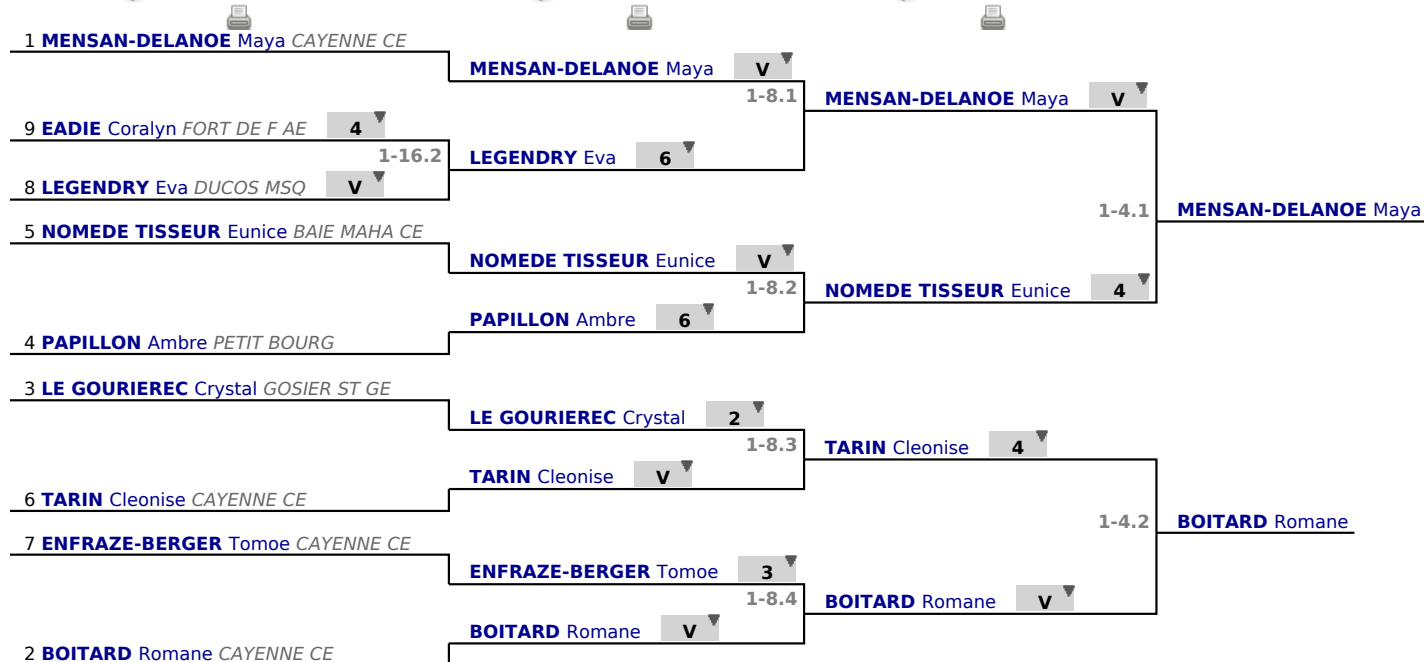 1 MENSAN-DELANOE Maya CAYENNE CE
MENSAN-DELANOE Maya V
1-8.1
MENSAN-DELANOE Maya V
9 EADIE Coralyn FORT DE F AE 4
1-16.2
LEGENDRY Eva 6
8 LEGENDRY Eva DUCOS MSQ V
1-4.1
MENSAN-DELANOE Maya
5 NOMEDE TISSEUR Eunice BAIE MAHA CE
NOMEDE TISSEUR Eunice V
1-8.2
NOMEDE TISSEUR Eunice 4
PAPILLON Ambre 6
4 PAPILLON Ambre PETIT BOURG
3 LE GOURIEREC Crystal GOSIER ST GE
LE GOURIEREC Crystal 2
1-8.3
TARIN Cleonise 4
TARIN Cleonise V
6 TARIN Cleonise CAYENNE CE
1-4.2
BOITARD Romane
7 ENFRAZE-BERGER Tomoe CAYENNE CE
ENFRAZE-BERGER Tomoe 3
1-8.4
BOITARD Romane V
BOITARD Romane V
2 BOITARD Romane CAYENNE CE